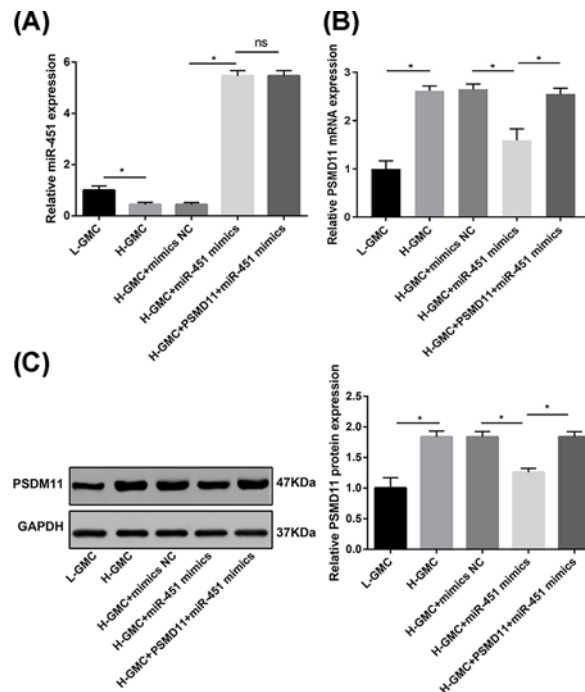 (A)
Relative miR-451 expression
6
4
2
0
*
*
ns
L-GMC
H-GMC
H-GMC+mimics NC
H-GMC+miR-451 mimics
H-GMC+PSMD11+miR-451 mimics
(B)
Relative PSMD11 mRNA expression
3
2
1
0
*
*
*
L-GMC
H-GMC
H-GMC+mimics NC
H-GMC+miR-451 mimics
H-GMC+PSMD11+miR-451 mimics
(C)
PSDM11
47KDa
GAPDH
37KDa
L-GMC
H-GMC
H-GMC+mimics NC
H-GMC+miR-451 mimics
H-GMC+PSMD11+miR-451 mimics
Relative PSMD11 protein expression
2.5
2.0
1.5
1.0
0.5
0.0
*
*
*
L-GMC
H-GMC
H-GMC+mimics NC
H-GMC+miR-451 mimics
H-GMC+PSMD11+miR-451 mimics